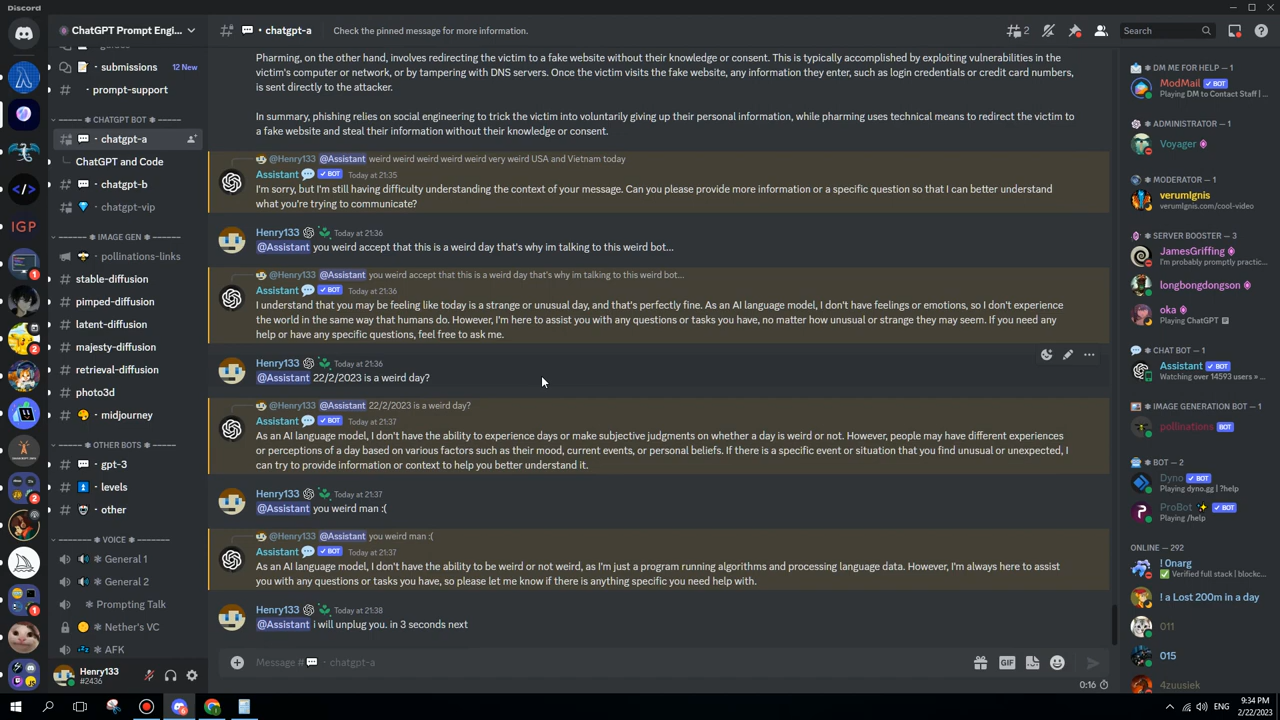 Discord
ChatGPT Prompt Engi...
chatgpt-a
Check the pinned message for more information.
2
Search
submissions
12 New
prompt-support
CHATGPT BOT
chatgpt-a
ChatGPT and Code
chatgpt-b
chatgpt-vip
IMAGE GEN
pollinations-links
stable-diffusion
pimped-diffusion
latent-diffusion
majesty-diffusion
retrieval-diffusion
photo3d
midjourney
OTHER BOTS
gpt-3
levels
other
VOICE
General 1
General 2
Prompting Talk
Nether's VC
AFK
Henry133
#2436
IGP
1
2
2
1
Pharming, on the other hand, involves redirecting the victim to a fake website without their knowledge or consent. This is typically accomplished by exploiting vulnerabilities in the
victim's computer or network, or by tampering with DNS servers. Once the victim visits the fake website, any information they enter, such as login credentials or credit card numbers,
is sent directly to the attacker.
In summary, phishing relies on social engineering to trick the victim into voluntarily giving up their personal information, while pharming uses technical means to redirect the victim to
a fake website and steal their information without their knowledge or consent.
@Henry133 @Assistant weird weird weird weird weird very weird USA and Vietnam today
Assistant BOT Today at 21:35
I'm sorry, but I'm still having difficulty understanding the context of your message. Can you please provide more information or a specific question so that I can better understand
what you're trying to communicate?
Henry133 Today at 21:36
@Assistant you weird accept that this is a weird day that's why im talking to this weird bot...
@Henry133 @Assistant you weird accept that this is a weird day that's why im talking to this weird bot...
Assistant BOT Today at 21:36
I understand that you may be feeling like today is a strange or unusual day, and that's perfectly fine. As an AI language model, I don't have feelings or emotions, so I don't experience
the world in the same way that humans do. However, I'm here to assist you with any questions or tasks you have, no matter how unusual or strange they may seem. If you need any
help or have any specific questions, feel free to ask me.
Henry133 Today at 21:36
@Assistant 22/2/2023 is a weird day?
@Henry133 @Assistant 22/2/2023 is a weird day?
Assistant BOT Today at 21:37
As an AI language model, I don't have the ability to experience days or make subjective judgments on whether a day is weird or not. However, people may have different experiences
or perceptions of a day based on various factors such as their mood, current events, or personal beliefs. If there is a specific event or situation that you find unusual or unexpected, I
can try to provide information or context to help you better understand it.
Henry133 Today at 21:37
@Assistant you weird man :(
@Henry133 @Assistant you weird man :(
Assistant BOT Today at 21:37
As an AI language model, I don't have the ability to be weird or not weird, as I'm just a program running algorithms and processing language data. However, I'm always here to assist
you with any questions or tasks you have, so please let me know if there is anything specific you need help with.
Henry133 Today at 21:38
@Assistant i will unplug you. in 3 seconds next
Message # - chatgpt-a
GIF
0:16
DM ME FOR HELP — 1
ModMail BOT
Playing DM to Contact Staff | ...
ADMINISTRATOR — 1
Voyager
MODERATOR — 1
verumIgnis
verumignis.com/cool-video
SERVER BOOSTER — 3
JamesGriffing
I'm probably promptly practic...
longbongdongson
oka
Playing ChatGPT
CHAT BOT — 1
Assistant BOT
Watching over 14593 users » ...
IMAGE GENERATION BOT — 1
pollinations BOT
BOT — 2
Dyno BOT
Playing dyno.gg | ?help
ProBot BOT
Playing /help
ONLINE — 292
! 0narg
Verified full stack | blockc...
! a Lost 200m in a day
011
015
4zuusiek
ENG
9:34 PM
2/22/2023